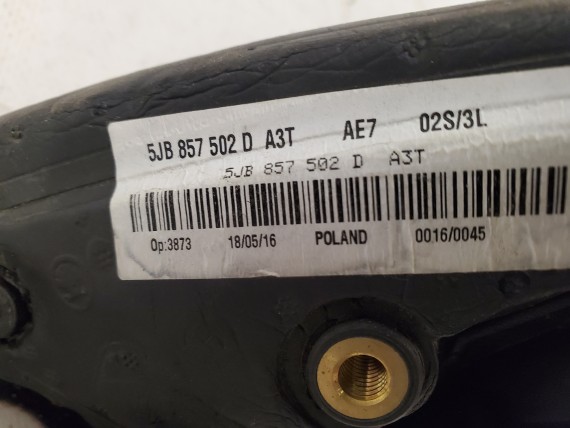 5JB 857 502 D A3T AE7 02S/3L
5JB 857 502 D A3T
Op:3873 18/05/16 POLAND 0016/0045